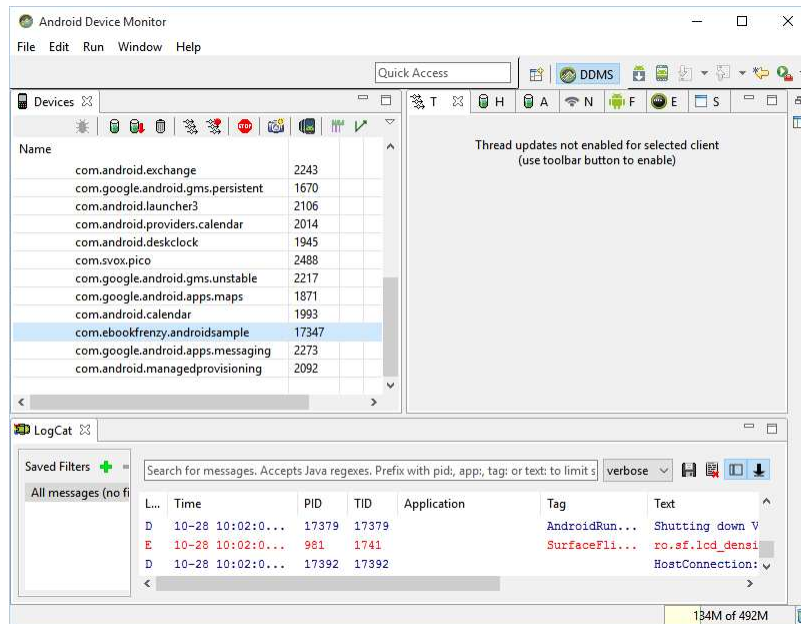 Android Device Monitor
File Edit Run Window Help
Quick Access
DDMS
Devices
T H A N F E S
Name
Thread updates not enabled for selected client
(use toolbar button to enable)
com.android.exchange 2243
com.google.android.gms.persistent 1670
com.android.launcher3 2106
com.android.providers.calendar 2014
com.android.deskclock 1945
com.svox.pico 2488
com.google.android.gms.unstable 2217
com.google.android.apps.maps 1871
com.android.calendar 1993
com.ebookfrenzy.androidsample 17347
com.google.android.apps.messaging 2273
com.android.managedprovisioning 2092
LogCat
Saved Filters
All messages (no fi
Search for messages. Accepts Java regexes. Prefix with pid:, app:, tag: or text: to limit s
verbose
L... Time PID TID Application Tag Text
D 10-28 10:02:0... 17379 17379 AndroidRun... Shutting down V
E 10-28 10:02:0... 981 1741 SurfaceFli... ro.sf.lcd_densi
D 10-28 10:02:0... 17392 17392 HostConnection:
134M of 492M